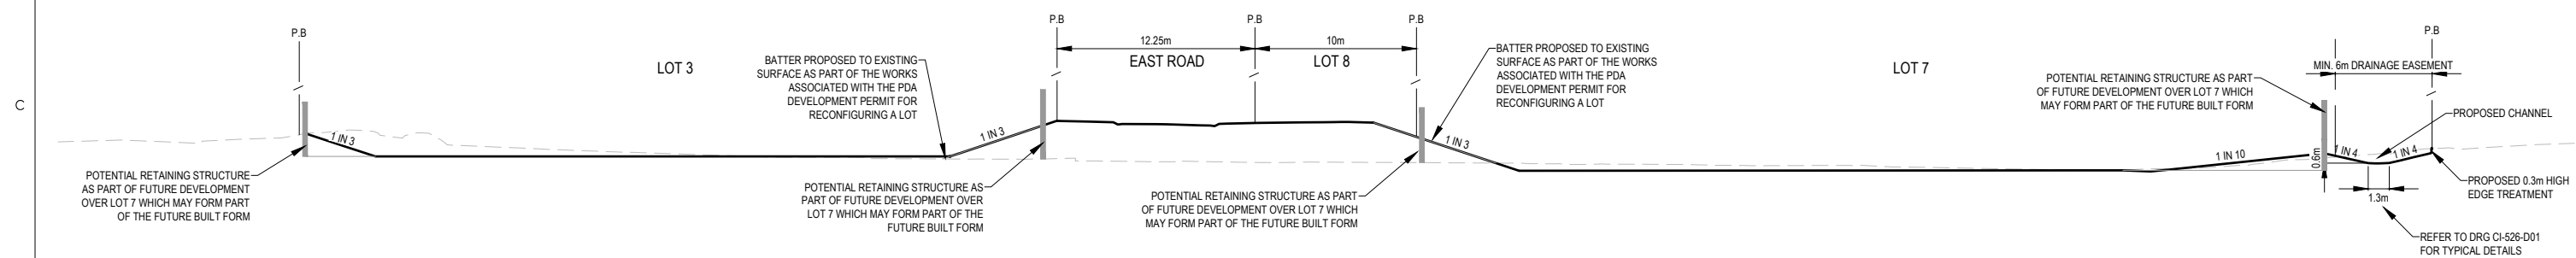 C
P.B
POTENTIAL RETAINING STRUCTURE
AS PART OF FUTURE DEVELOPMENT
OVER LOT 7 WHICH MAY FORM PART
OF THE FUTURE BUILT FORM
1 IN 3
LOT 3
BATTER PROPOSED TO EXISTING
SURFACE AS PART OF THE WORKS
ASSOCIATED WITH THE PDA
DEVELOPMENT PERMIT FOR
RECONFIGURING A LOT
1 IN 3
POTENTIAL RETAINING STRUCTURE AS
PART OF FUTURE DEVELOPMENT OVER
LOT 7 WHICH MAY FORM PART OF THE
FUTURE BUILT FORM
P.B
12.25m
EAST ROAD
P.B
10m
LOT 8
P.B
POTENTIAL RETAINING STRUCTURE AS PART
OF FUTURE DEVELOPMENT OVER LOT 7 WHICH
MAY FORM PART OF THE FUTURE BUILT FORM
BATTER PROPOSED TO EXISTING
SURFACE AS PART OF THE WORKS
ASSOCIATED WITH THE PDA
DEVELOPMENT PERMIT FOR
RECONFIGURING A LOT
1 IN 3
LOT 7
1 IN 10
POTENTIAL RETAINING STRUCTURE AS PART
OF FUTURE DEVELOPMENT OVER LOT 7 WHICH
MAY FORM PART OF THE FUTURE BUILT FORM
P.B
MIN. 6m DRAINAGE EASEMENT
PROPOSED CHANNEL
0.6m
1 IN 4
1 IN 4
1.3m
PROPOSED 0.3m HIGH
EDGE TREATMENT
REFER TO DRG CI-526-D01
FOR TYPICAL DETAILS